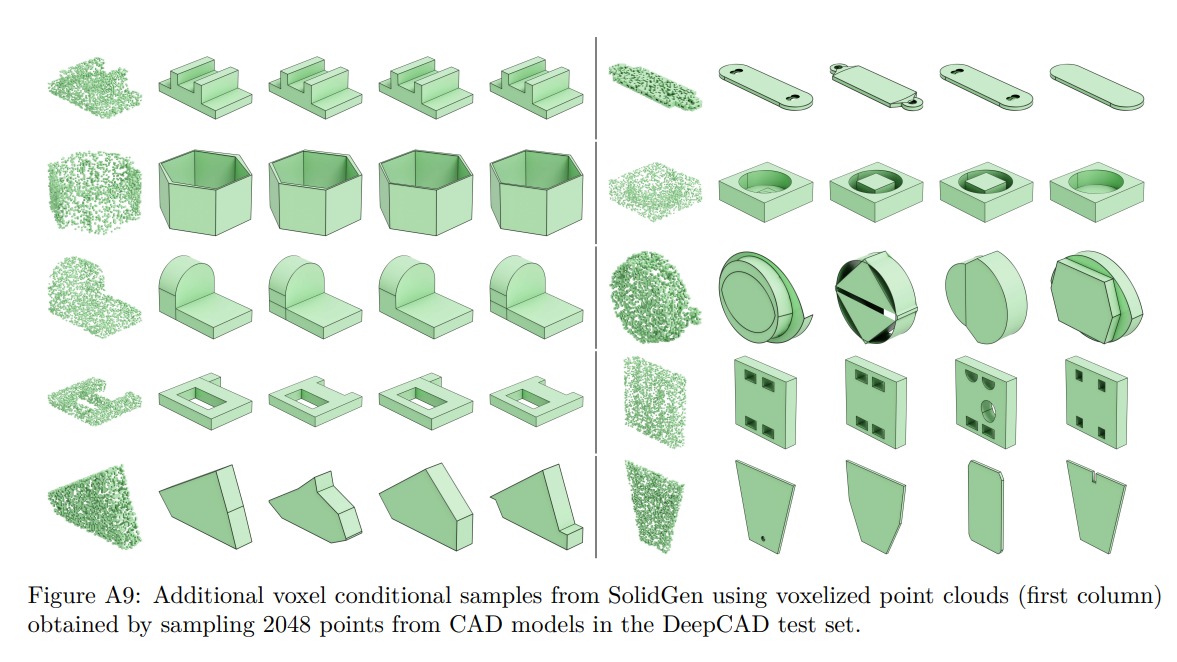 Figure A9: Additional voxel conditional samples from SolidGen using voxelized point clouds (first column)
obtained by sampling 2048 points from CAD models in the DeepCAD test set.